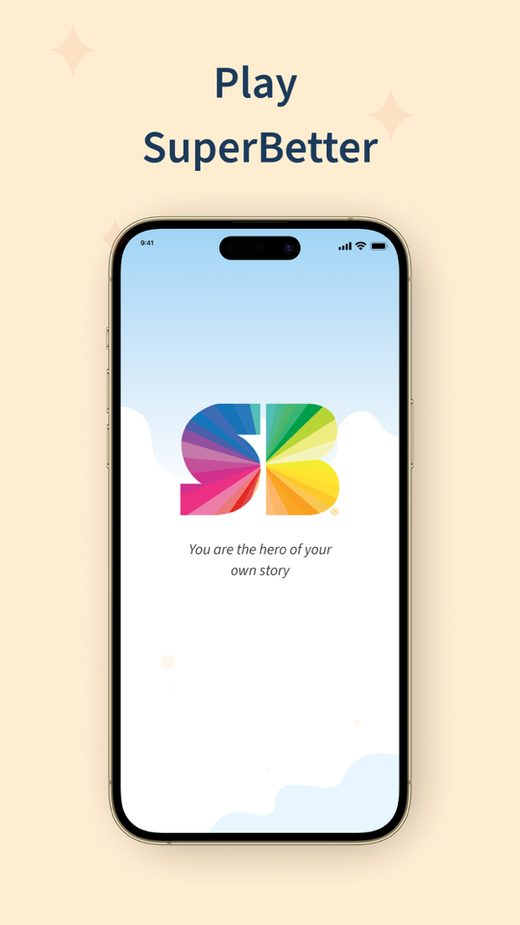 Play
SuperBetter
9:41
SB®
You are the hero of your
own story